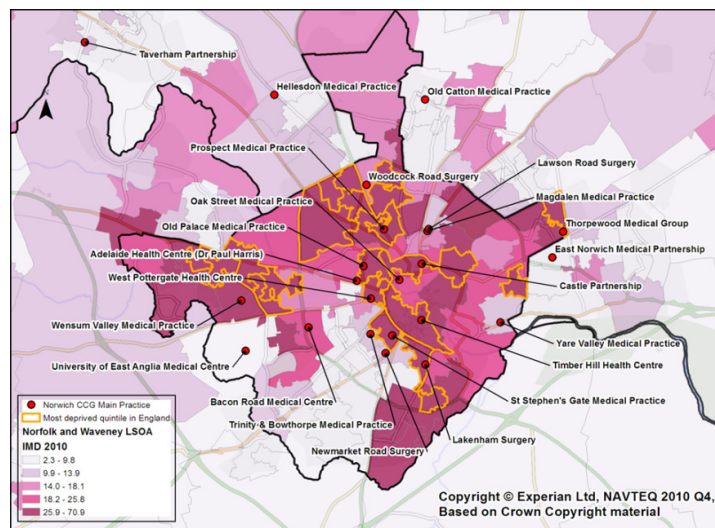 Taverham Partnership
Hellesdon Medical Practice
Old Catton Medical Practice
Prospect Medical Practice
Lawson Road Surgery
Woodcock Road Surgery
Oak Street Medical Practice
Magdalen Medical Practice
Old Palace Medical Practice
Thorpewood Medical Group
Adelaide Health Centre (Dr Paul Harris)
East Norwich Medical Partnership
West Pottergate Health Centre
Castle Partnership
Wensum Valley Medical Practice
Yare Valley Medical Practice
University of East Anglia Medical Centre
Timber Hill Health Centre
Bacon Road Medical Centre
St Stephen's Gate Medical Practice
Trinity & Bowthorpe Medical Practice
Lakenham Surgery
Newmarket Road Surgery
Norwich CCG Main Practice
Most deprived quintile in England
Norfolk and Waveney LSOA
IMD 2010
2.3 - 9.8
9.9 - 13.9
14.0 - 18.1
18.2 - 25.8
25.9 - 70.9
Copyright © Experian Ltd, NAVTEQ 2010 Q4,
Based on Crown Copyright material